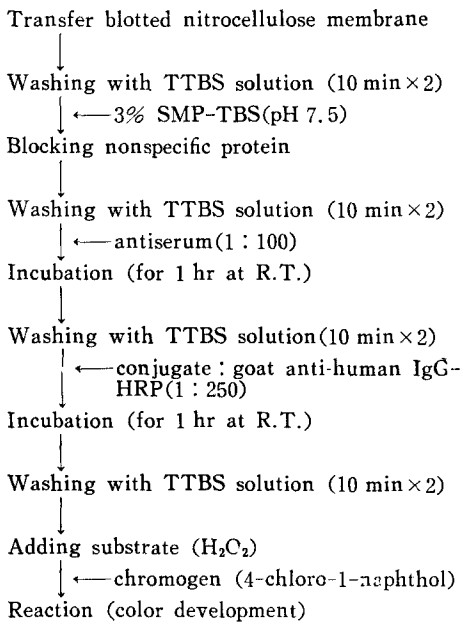 Transfer blotted nitrocellulose membrane
Washing with TTBS solution (10 min×2)
3% SMP-TBS(pH 7.5)
Blocking nonspecific protein
Washing with TTBS solution (10 min×2)
antiserum(1 : 100)
Incubation (for 1 hr at R.T.)
Washing with TTBS solution(10 min×2)
conjugate : goat anti-human IgG-
HRP(1 : 250)
Incubation (for 1 hr at R.T.)
Washing with TTBS solution (10 min×2)
Adding substrate (H₂O₂)
chromogen (4-chloro-1-naphthol)
Reaction (color development)